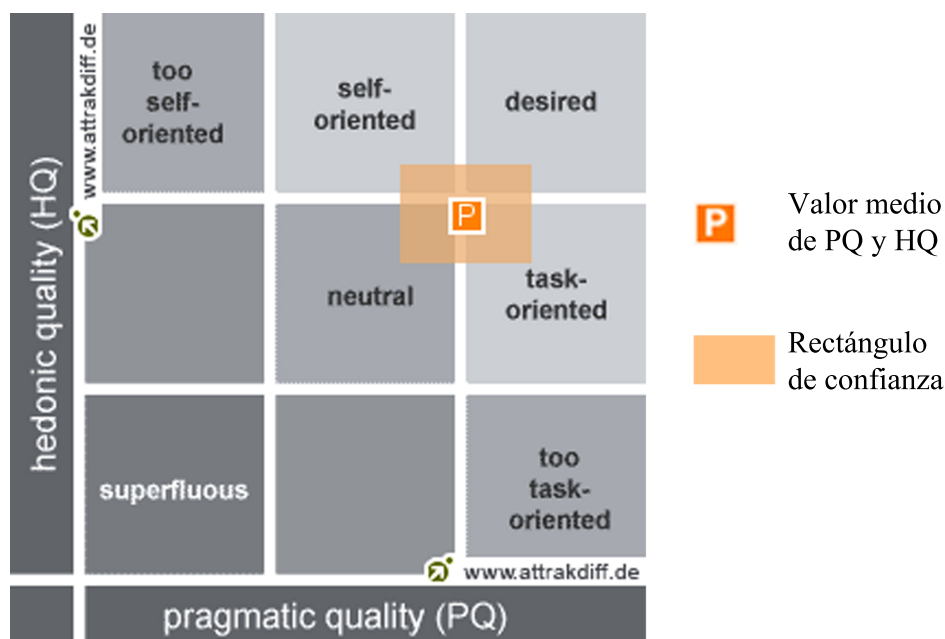 hedonic quality (HQ)
www.attrakdiff.de
too
self-
oriented
self-
oriented
desired
P
neutral
task-
oriented
superfluous
too
task-
oriented
www.attrakdiff.de
pragmatic quality (PQ)
P
Valor medio
de PQ y HQ
Rectángulo
de confianza